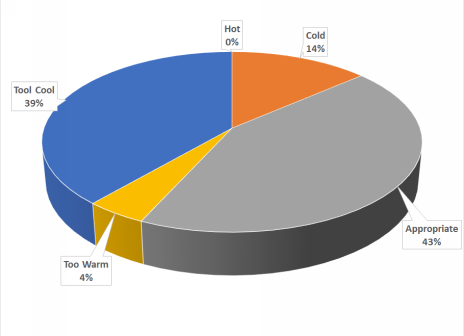 Hot
0%
Cold
14%
Tool Cool
39%
Appropriate
43%
Too Warm
4%